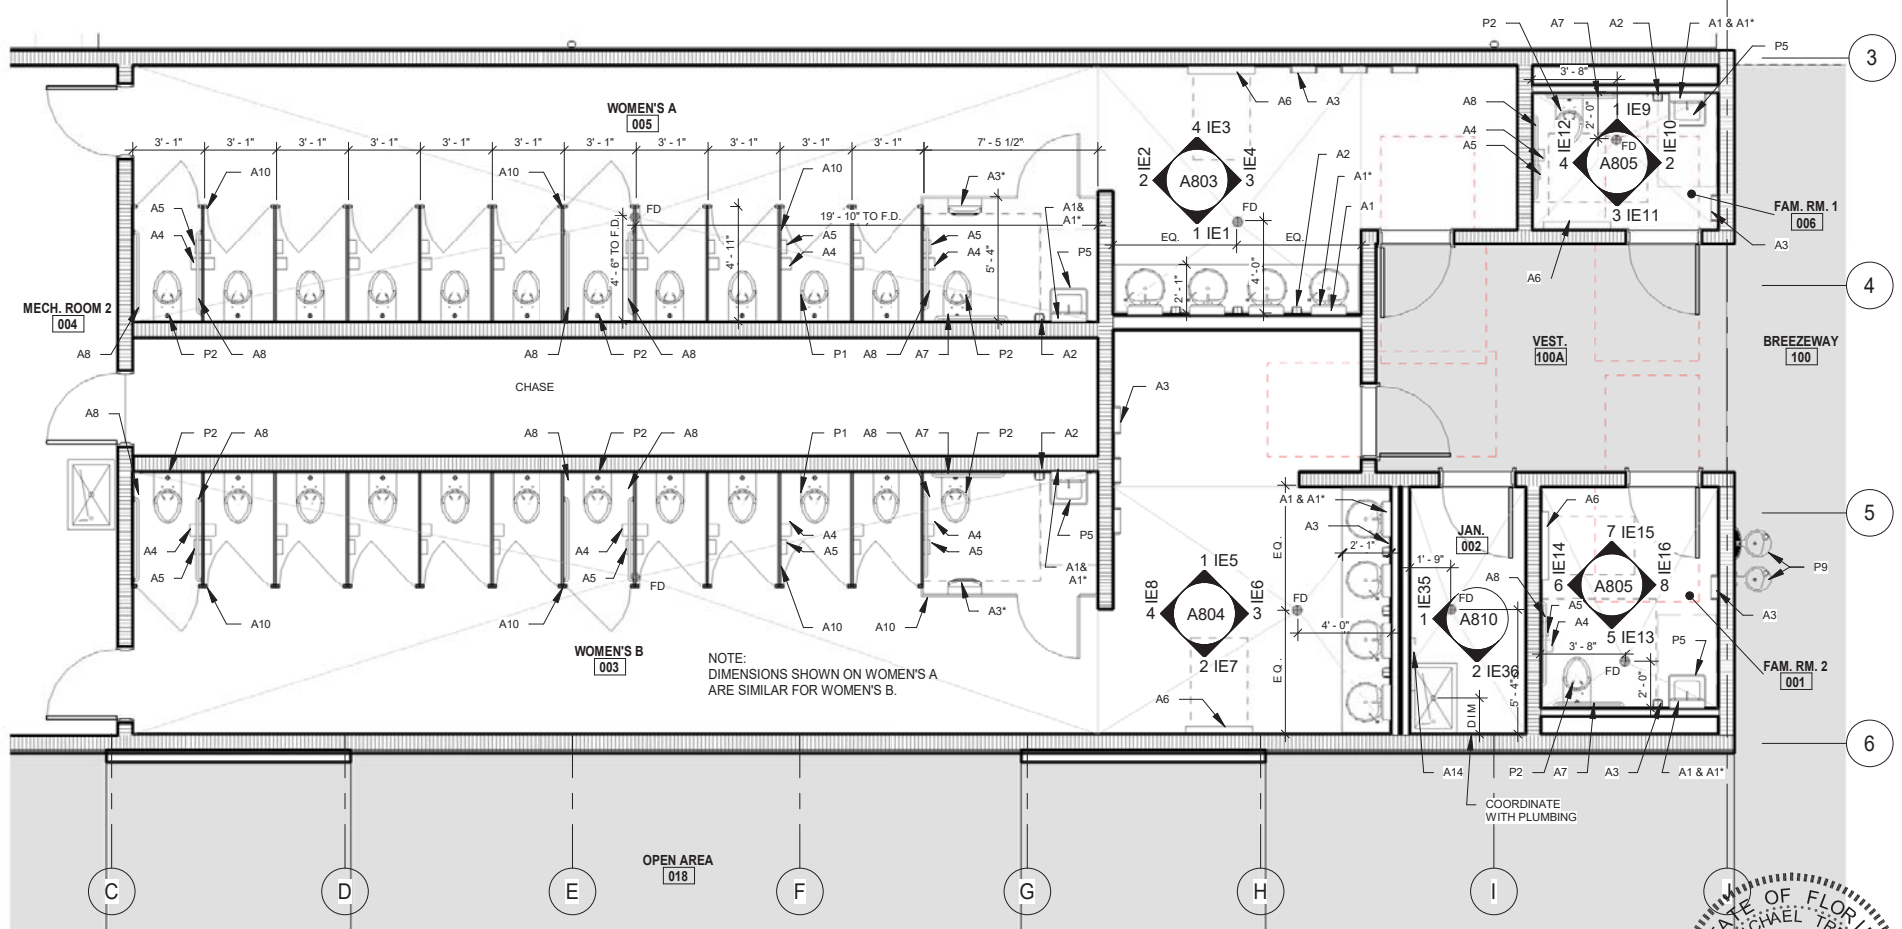 P2
A7
A2
A1 & A1*
P5
3
3' - 8"
WOMEN'S A
005
A6
A3
A8
A4
A5
2' - 0"
1 IE9
IE12
4
A805
IE10
2
FD
3 IE11
FAM. RM. 1
006
A3
A6
4 IE3
IE2
2
A803
IE4
3
1 IE1
FD
A2
A1*
A1
EQ.
EQ.
2' - 1"
4' -0"
3' - 1"
3' - 1"
3' - 1"
3' - 1"
3' - 1"
3' - 1"
3' - 1"
3' - 1"
3' - 1"
3' - 1"
3' - 1"
7' - 5 1/2"
A10
A10
A10
A3*
A1&
A1*
A5
A4
FD
19' - 10" TO F.D.
4' - 6" TO F.D.
4' - 11"
A5
A4
A5
A4
5' - 4"
P5
4
MECH. ROOM 2
004
A8
P2
A8
A8
P2
A8
P1
A8
A7
P2
A2
VEST.
100A
BREEZEWAY
100
CHASE
A3
A8
P2
A8
A8
P2
A8
P1
A8
A7
P2
A2
A4
A5
A4
A5
FD
A4
A5
A4
A5
P5
A1&
A1*
A3*
A10
A10
A10
A10
WOMEN'S B
003
NOTE:
DIMENSIONS SHOWN ON WOMEN'S A
ARE SIMILAR FOR WOMEN'S B.
A1 & A1*
A3
EQ.
2' - 1"
FD
4' - 0"
EQ.
1 IE5
IE8
4
A804
IE6
3
2 IE7
A6
5
JAN.
002
1' - 9"
IE35
1
FD
A810
2 IE36
5' - 4"
DIM
A6
7 IE15
IE14
6
A805
IE16
8
5 IE13
A8
A5
A4
3' - 8"
FD
2' - 0"
P5
P9
A3
FAM. RM. 2
001
6
A14
P2
A7
A3
A1 & A1*
COORDINATE
WITH PLUMBING
OPEN AREA
018
C
D
E
F
G
H
I
J
OF FLOR